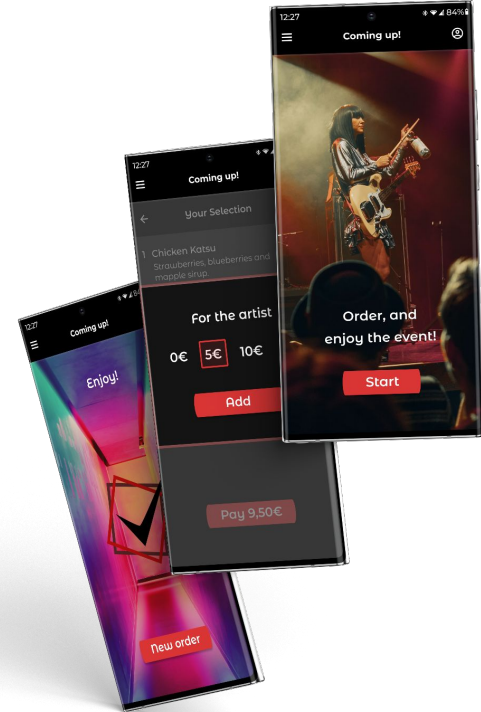 12:27
84%
Coming up!
Order, and
enjoy the event!
Start
12:27
Coming up!
Your Selection
1 Chicken Katsu
Strawberries, blueberries and
mapple sirup.
For the artist
0€ 5€ 10€
Add
Pay 9,50€
12:27
Coming up!
Enjoy!
New order